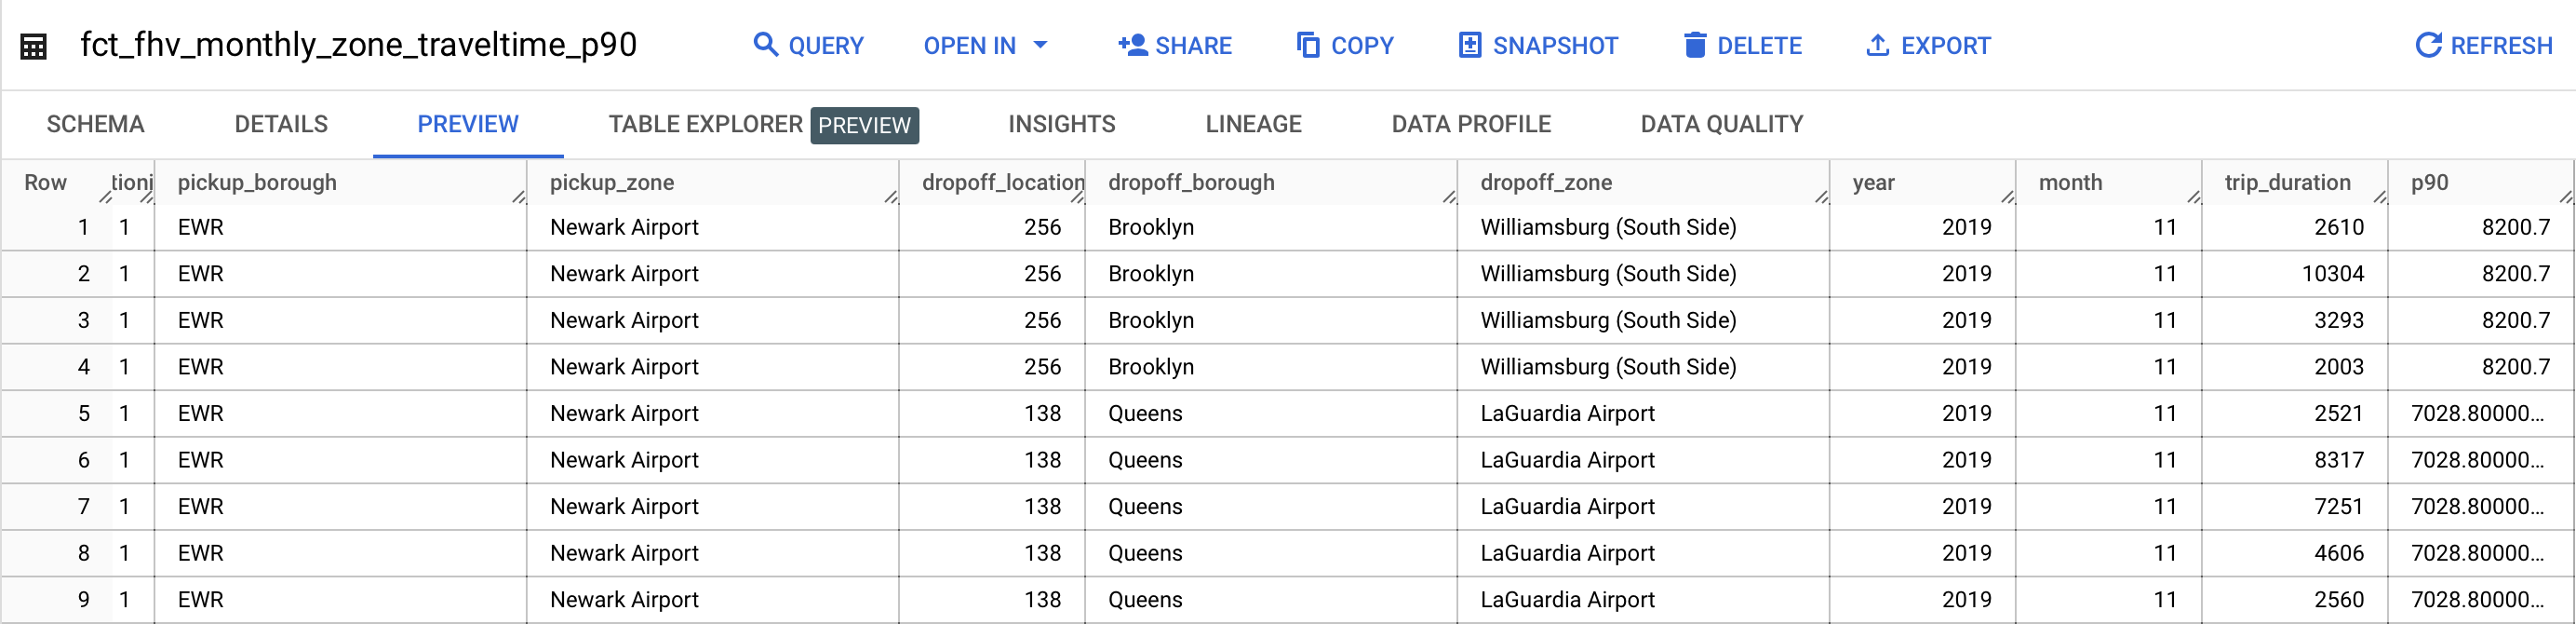 fct_fhv_monthly_zone_traveltime_p90 QUERY OPEN IN SHARE COPY SNAPSHOT DELETE EXPORT REFRESH
SCHEMA DETAILS PREVIEW TABLE EXPLORER PREVIEW INSIGHTS LINEAGE DATA PROFILE DATA QUALITY
Row tioni pickup_borough pickup_zone dropoff_location dropoff_borough dropoff_zone year month trip_duration p90
1 1 EWR Newark Airport 256 Brooklyn Williamsburg (South Side) 2019 11 2610 8200.7
2 1 EWR Newark Airport 256 Brooklyn Williamsburg (South Side) 2019 11 10304 8200.7
3 1 EWR Newark Airport 256 Brooklyn Williamsburg (South Side) 2019 11 3293 8200.7
4 1 EWR Newark Airport 256 Brooklyn Williamsburg (South Side) 2019 11 2003 8200.7
5 1 EWR Newark Airport 138 Queens LaGuardia Airport 2019 11 2521 7028.80000...
6 1 EWR Newark Airport 138 Queens LaGuardia Airport 2019 11 8317 7028.80000...
7 1 EWR Newark Airport 138 Queens LaGuardia Airport 2019 11 7251 7028.80000...
8 1 EWR Newark Airport 138 Queens LaGuardia Airport 2019 11 4606 7028.80000...
9 1 EWR Newark Airport 138 Queens LaGuardia Airport 2019 11 2560 7028.80000...